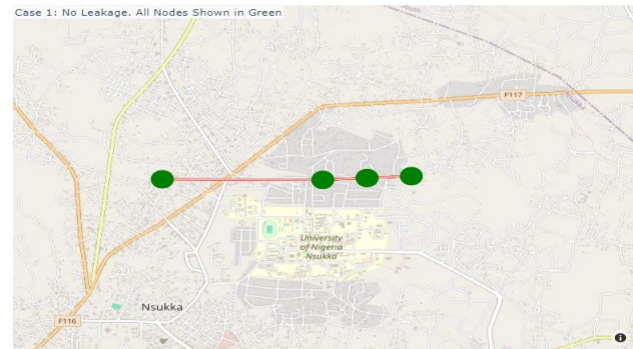 Case 1: No Leakage. All Nodes Shown in Green
F117
University
of Nigeria
Nsukka
Nsukka
F116